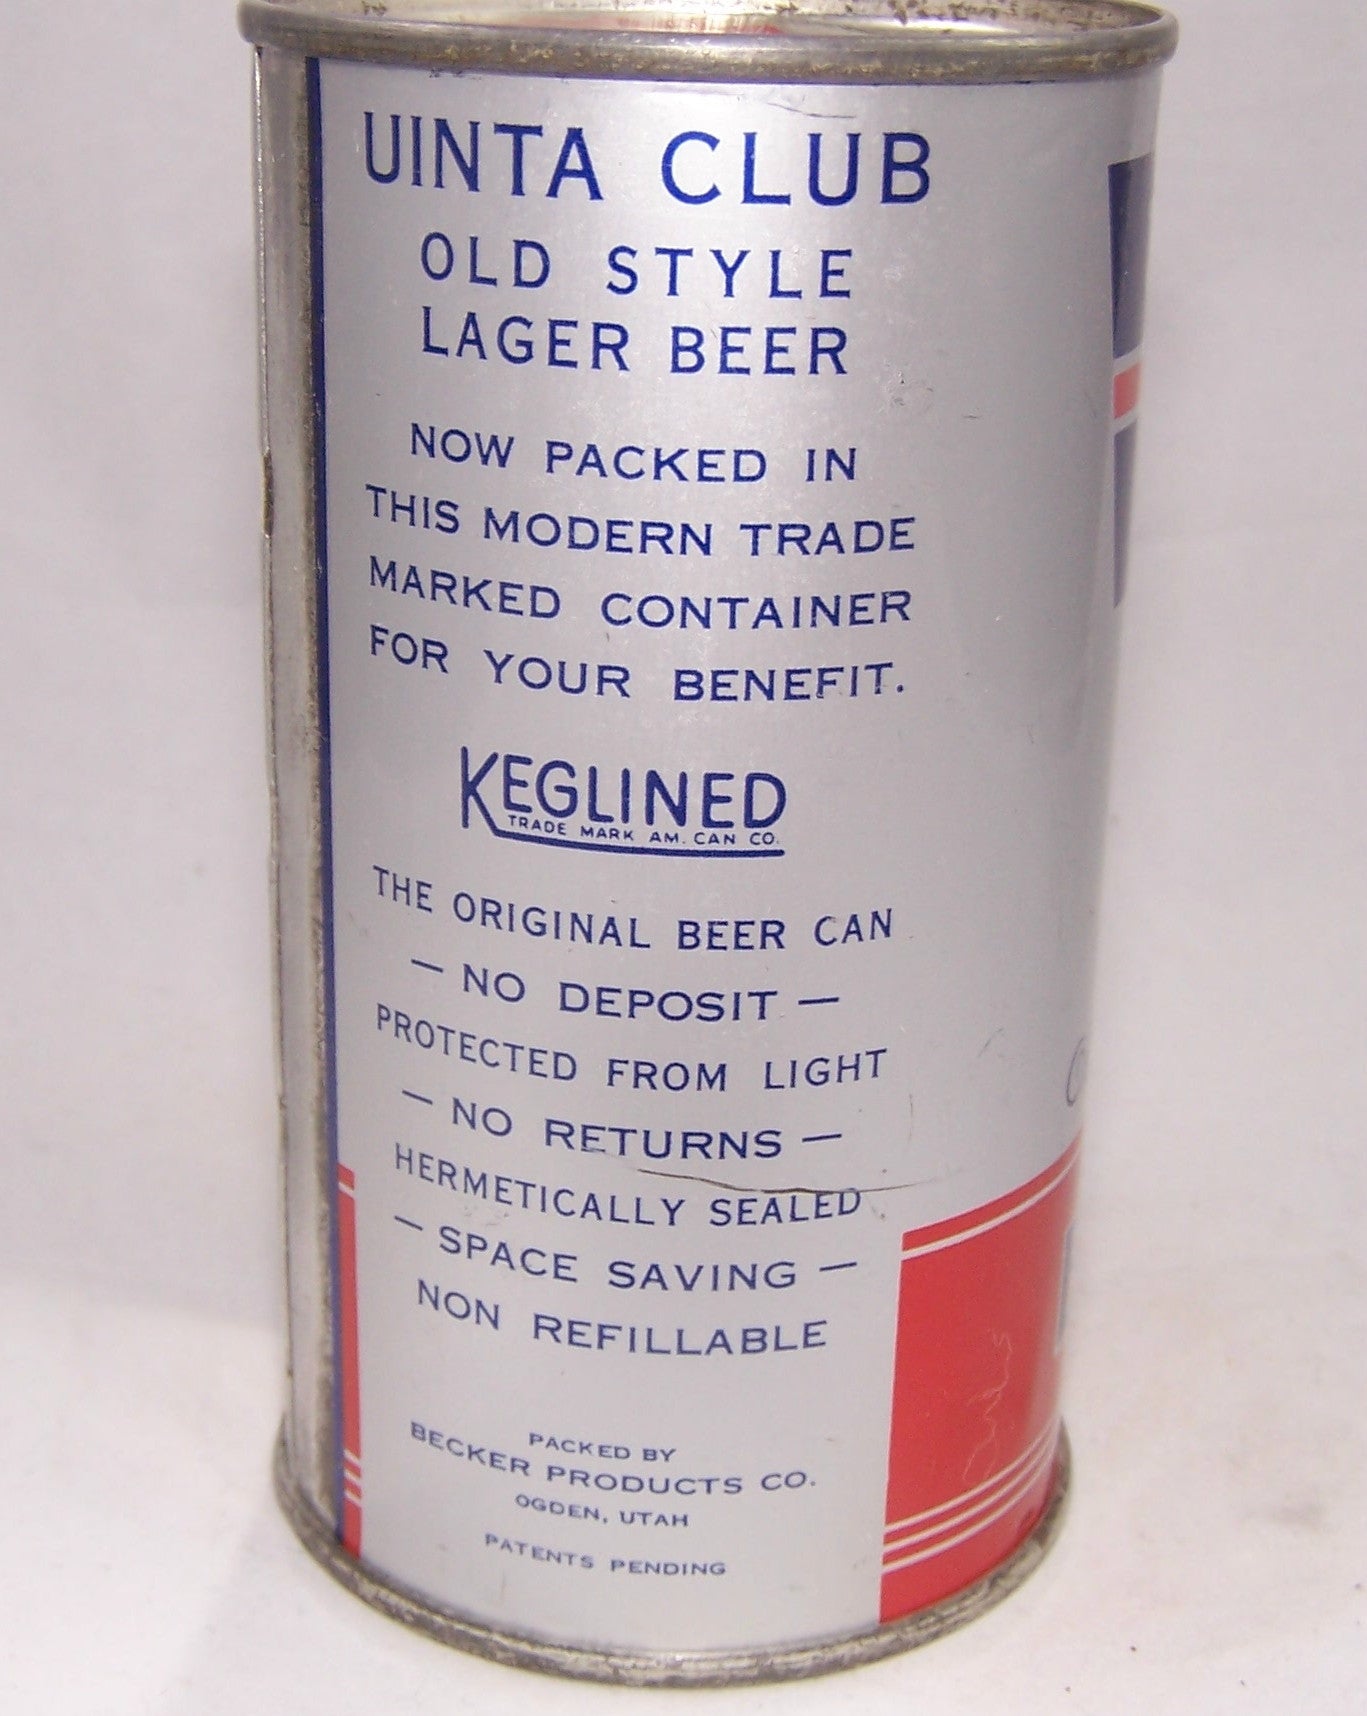 UINTA CLUB
OLD STYLE
LAGER BEER
NOW PACKED IN
THIS MODERN TRADE
MARKED CONTAINER
FOR YOUR BENEFIT.
KEGLINED
TRADE MARK AM. CAN CO.
THE ORIGINAL BEER CAN
— NO DEPOSIT —
PROTECTED FROM LIGHT
— NO RETURNS —
HERMETICALLY SEALED
— SPACE SAVING —
NON REFILLABLE
PACKED BY
BECKER PRODUCTS CO.
OGDEN, UTAH
PATENTS PENDING